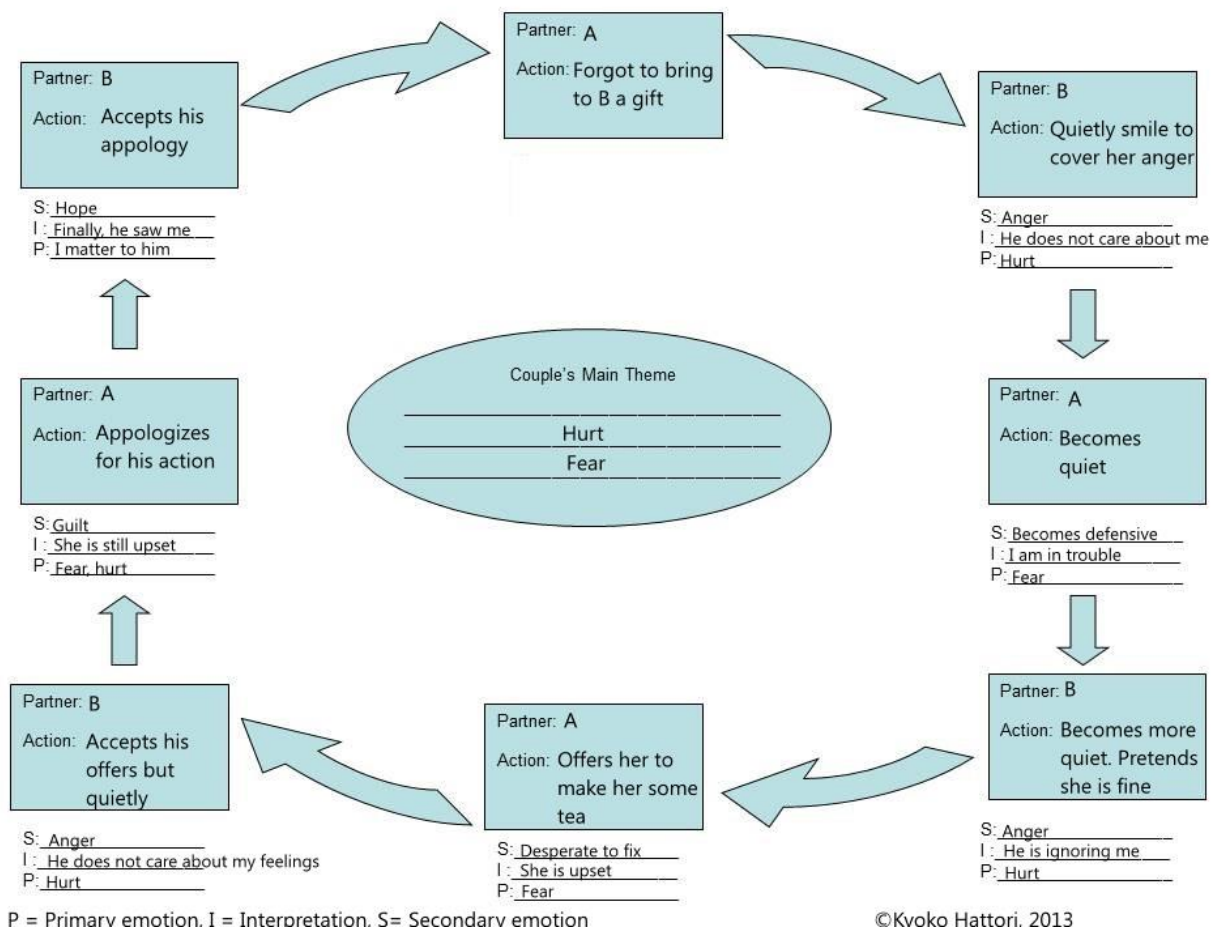 Partner: A
Action: Forgot to bring
to B a gift
Partner: B
Action: Quietly smile to
cover her anger
S: Anger
I : He does not care about me
P: Hurt
Partner: A
Action: Becomes
quiet
S: Becomes defensive
I : I am in trouble
P: Fear
Partner: B
Action: Becomes more
quiet. Pretends
she is fine
S: Anger
I : He is ignoring me
P: Hurt
Partner: A
Action: Offers her to
make her some
tea
S: Desperate to fix
I : She is upset
P: Fear
Partner: B
Action: Accepts his
offers but
quietly
S: Anger
I : He does not care about my feelings
P: Hurt
Partner: A
Action: Appologizes
for his action
S: Guilt
I : She is still upset
P: Fear, hurt
Partner: B
Action: Accepts his
appology
S: Hope
I : Finally, he saw me
P: I matter to him
Couple's Main Theme
Hurt
Fear
P = Primary emotion, I = Interpretation, S= Secondary emotion
©Kyoko Hattori, 2013